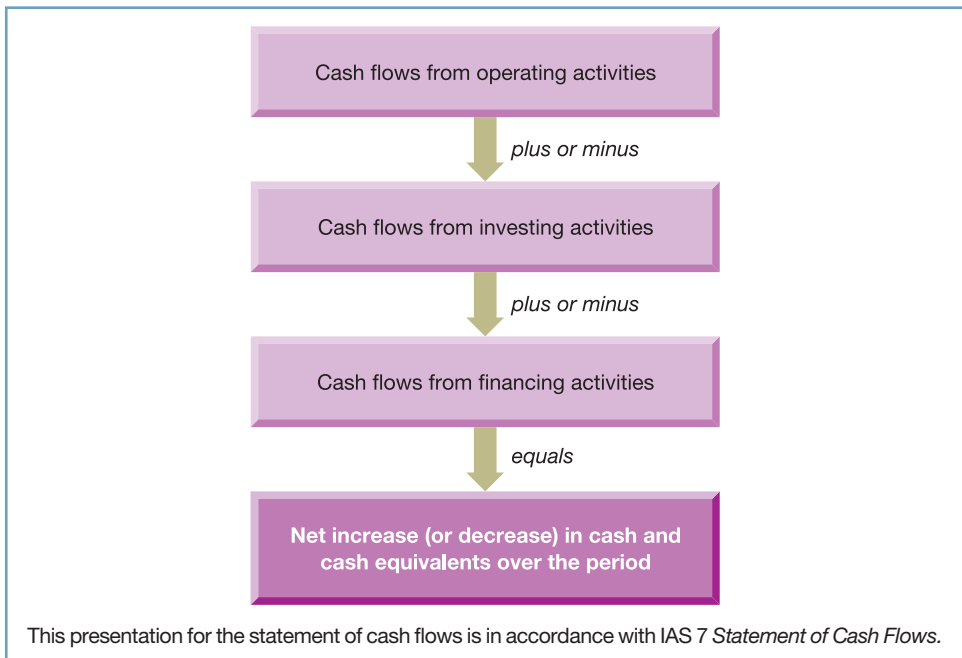 Cash flows from operating activities
plus or minus
Cash flows from investing activities
plus or minus
Cash flows from financing activities
equals
Net increase (or decrease) in cash and
cash equivalents over the period
This presentation for the statement of cash flows is in accordance with IAS 7 Statement of Cash Flows.